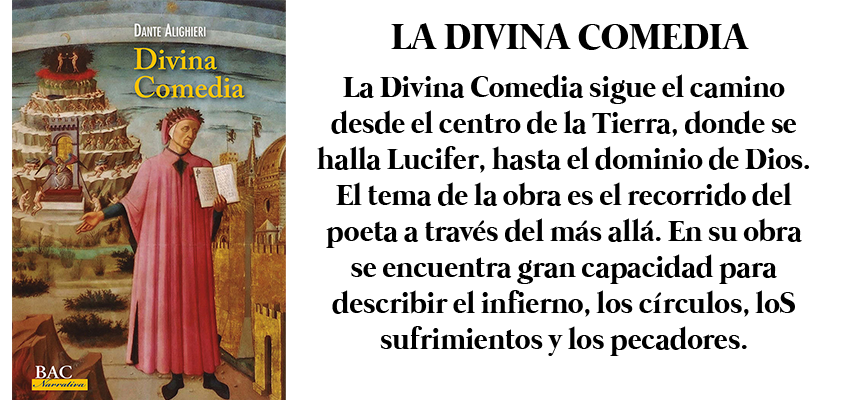 DANTE ALIGHIERI
Divina
Comedia
BAC
Narrativa
LA DIVINA COMEDIA
La Divina Comedia sigue el camino
desde el centro de la Tierra, donde se
halla Lucifer, hasta el dominio de Dios.
El tema de la obra es el recorrido del
poeta a través del más allá. En su obra
se encuentra gran capacidad para
describir el infierno, los círculos, loS
sufrimientos y los pecadores.